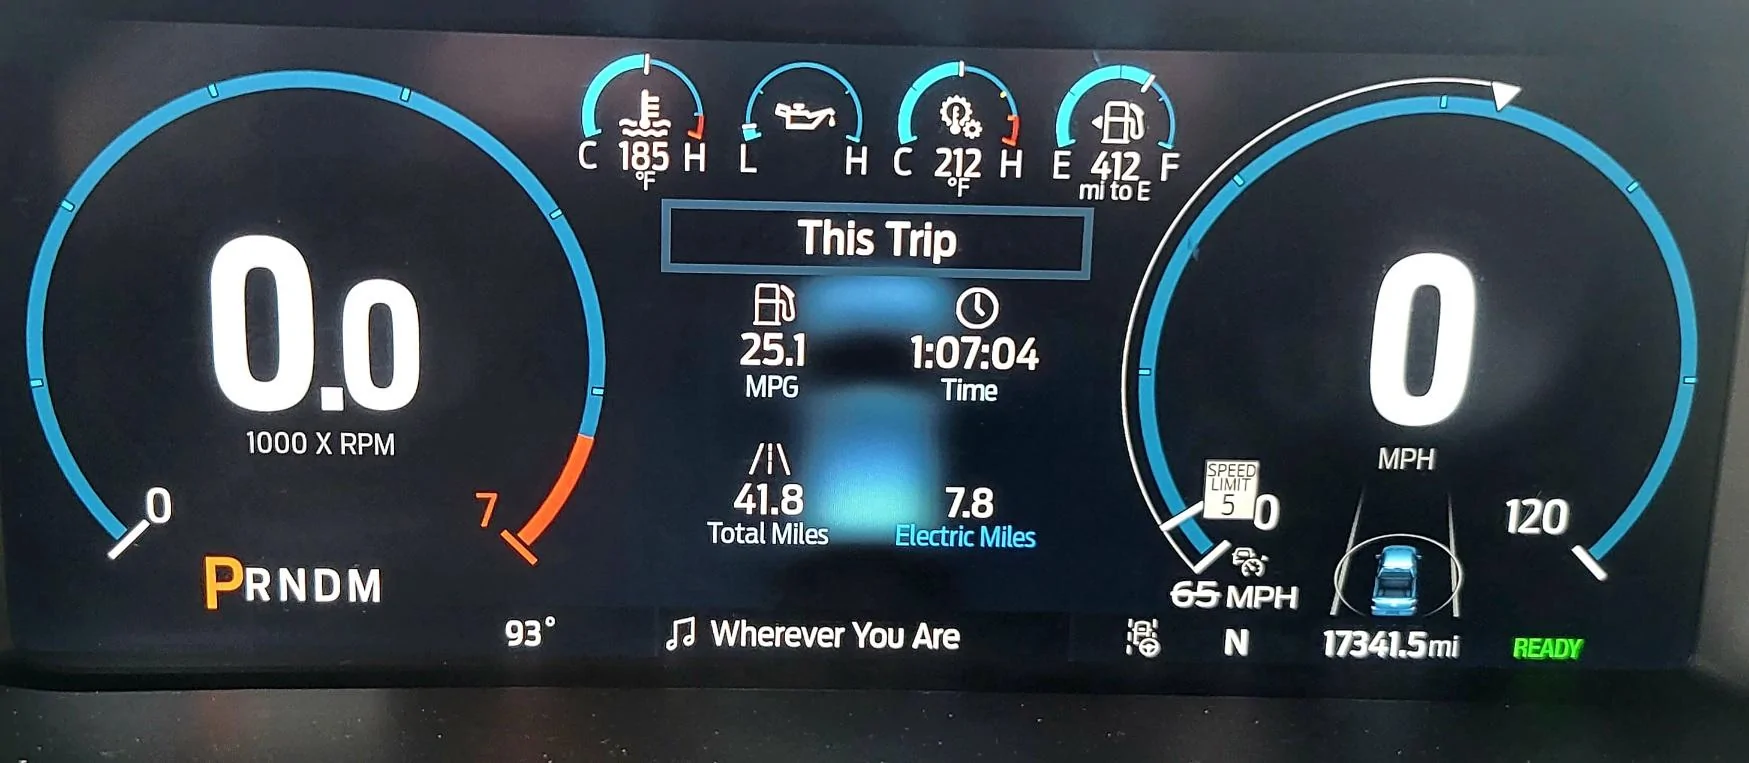 C 185 H
°F
L H
C 212 H
°F
E 412 F
mi to E
This Trip
25.1
MPG
1:07:04
Time
41.8
Total Miles
7.8
Electric Miles
0.0
1000 X RPM
0
7
PRNDM
93°
Wherever You Are
0
MPH
SPEED
LIMIT
5
0
120
65 MPH
N
17341.5mi
READY